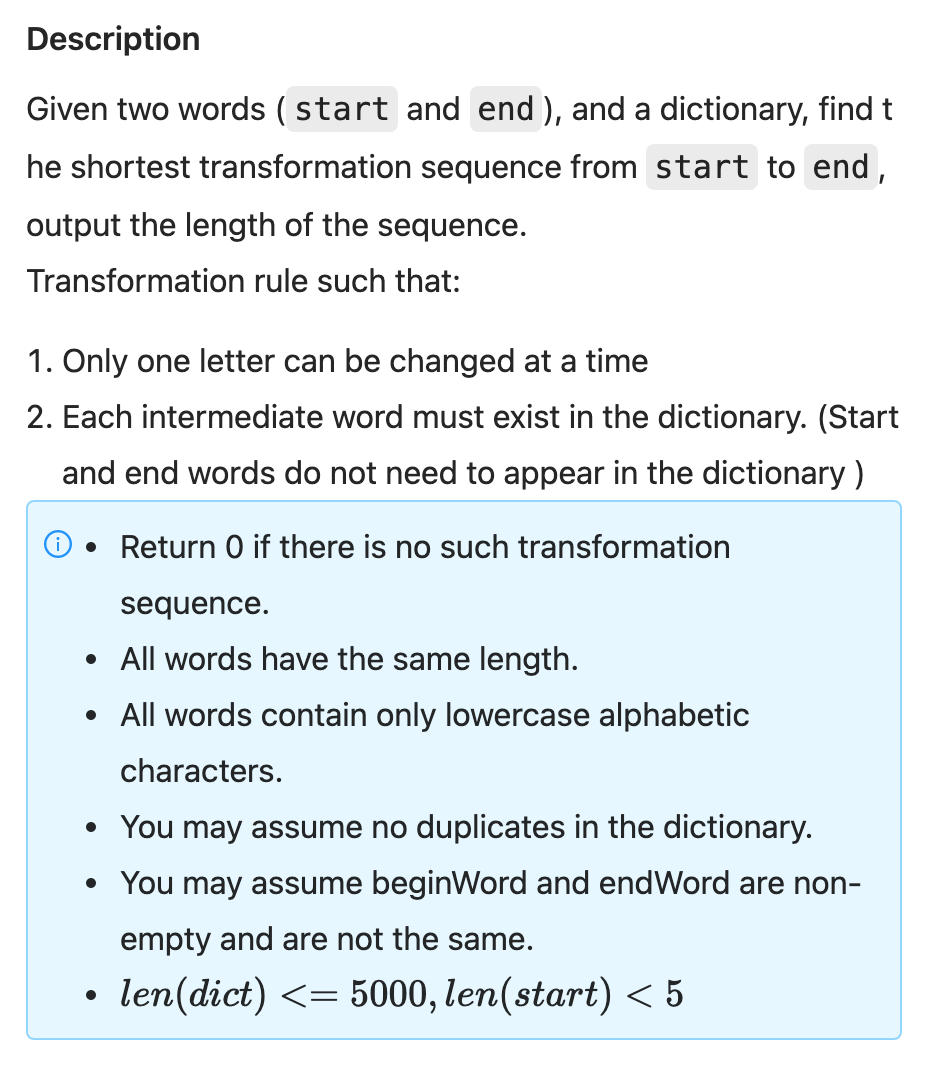 Description
Given two words (start and end), and a dictionary, find t
he shortest transformation sequence from start to end,
output the length of the sequence.
Transformation rule such that:
1. Only one letter can be changed at a time
2. Each intermediate word must exist in the dictionary. (Start
and end words do not need to appear in the dictionary )
• Return 0 if there is no such transformation
sequence.
• All words have the same length.
• All words contain only lowercase alphabetic
characters.
• You may assume no duplicates in the dictionary.
• You may assume beginWord and endWord are non-
empty and are not the same.
• len(dict) <= 5000, len(start) < 5